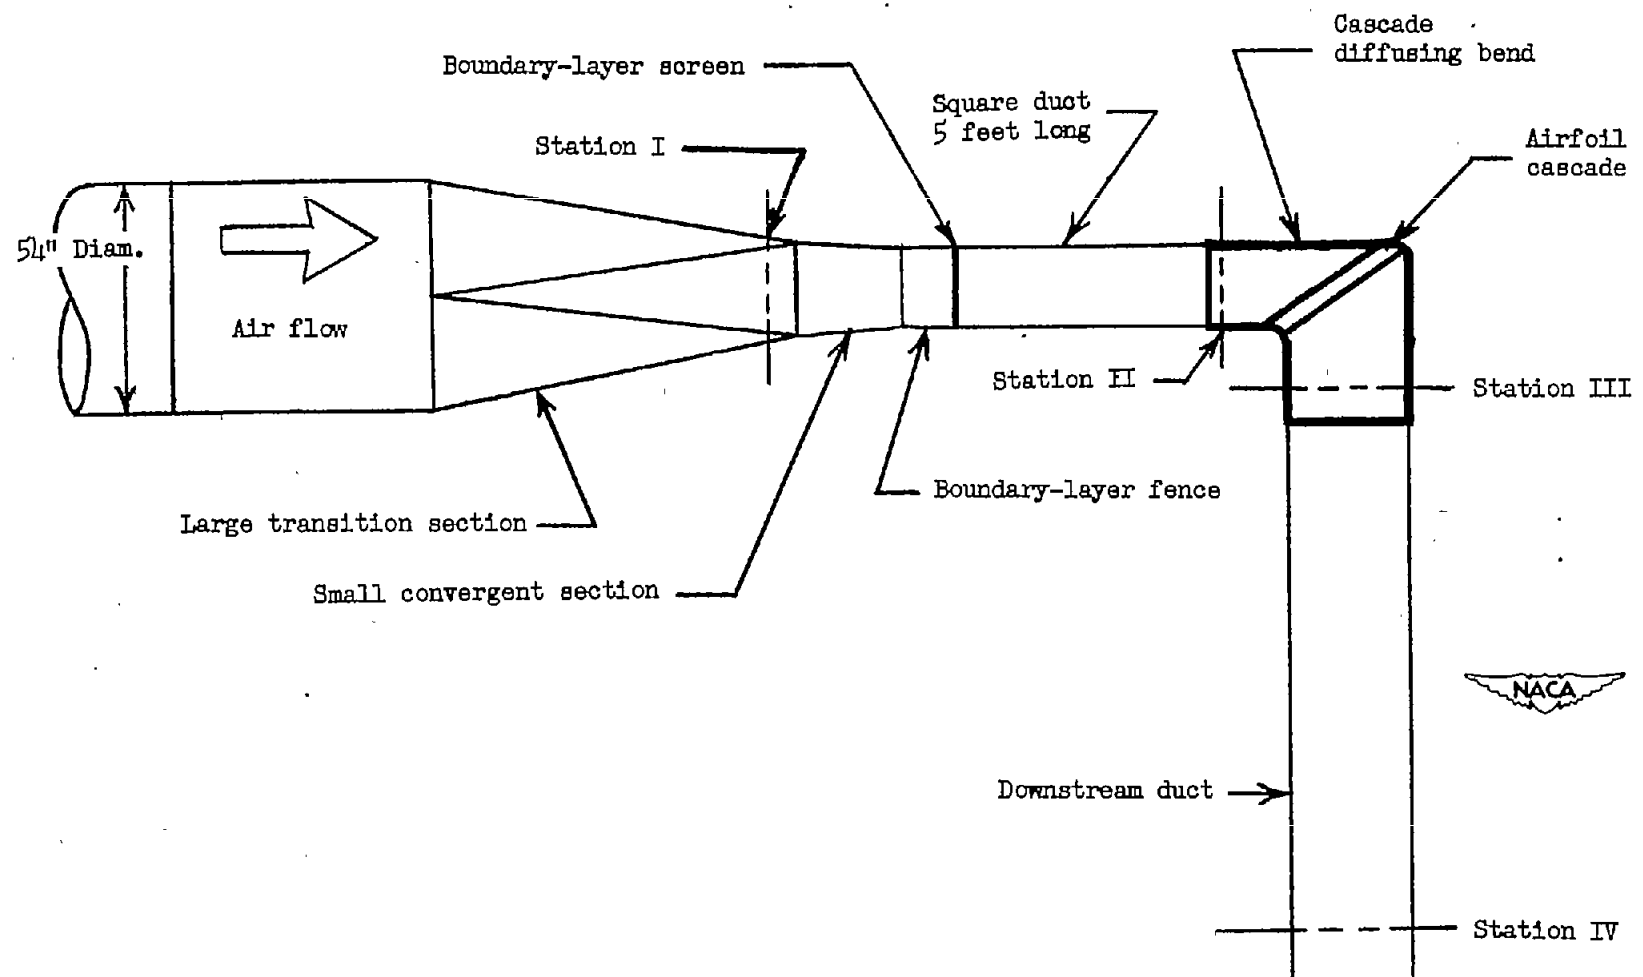 Cascade
diffusing bend
Boundary-layer screen
Square duct
5 feet long
Station I
Airfoil
cascade
54" Diam.
Air flow
Station II
Station III
Boundary-layer fence
Large transition section
Small convergent section
NACA
Downstream duct
Station IV